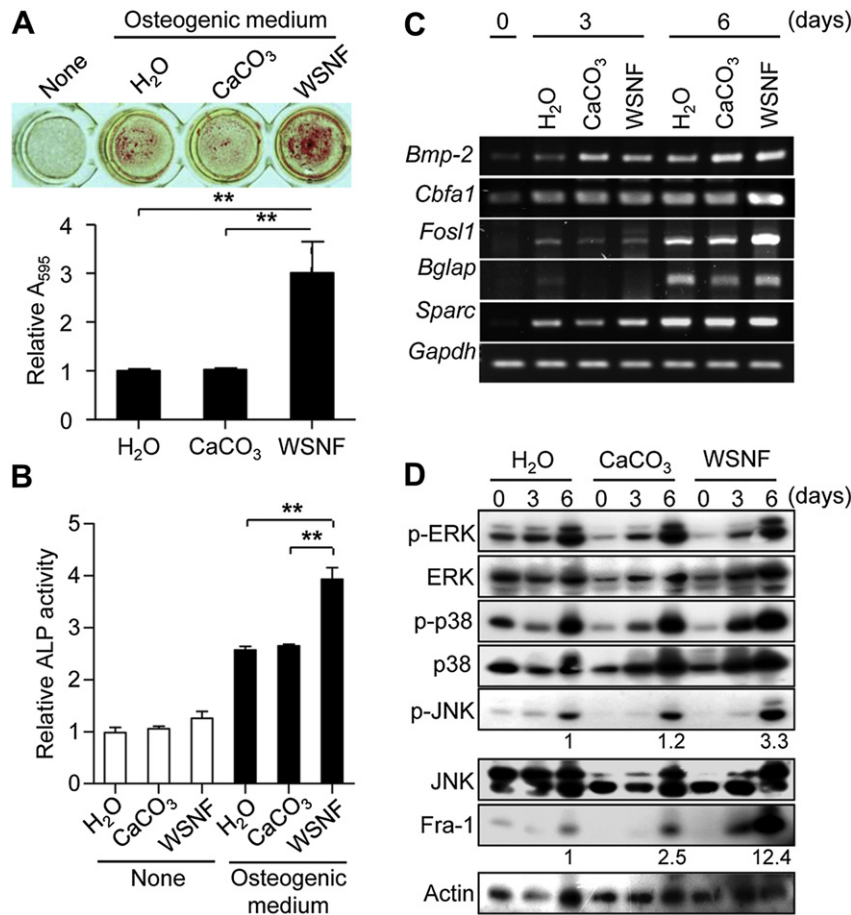 A
Osteogenic medium
None
H₂O
CaCO₃
WSNF
**
**
4
3
2
1
0
Relative A₅₉₅
H₂O
CaCO₃
WSNF
B
**
**
5
4
3
2
1
0
Relative ALP activity
H₂O
CaCO₃
WSNF
H₂O
CaCO₃
WSNF
None
Osteogenic
medium
C
0
3
6
(days)
H₂O
CaCO₃
WSNF
H₂O
CaCO₃
WSNF
Bmp-2
Cbfa1
Fosl1
Bglap
Sparc
Gapdh
D
H₂O CaCO₃ WSNF
0 3 6 0 3 6 0 3 6 (days)
p-ERK
ERK
p-p38
p38
p-JNK
1 1.2 3.3
JNK
Fra-1
1 2.5 12.4
Actin